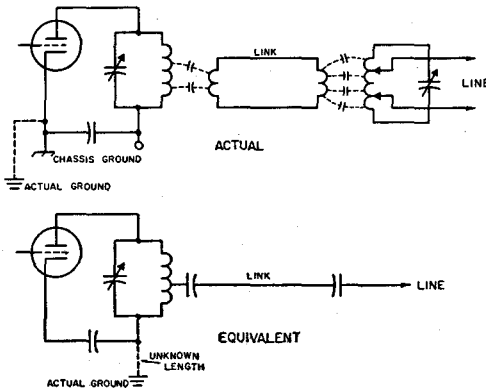 LINK
LINE
CHASSIS GROUND
ACTUAL
ACTUAL GROUND
LINK
LINE
EQUIVALENT
UNKNOWN
LENGTH
ACTUAL GROUND